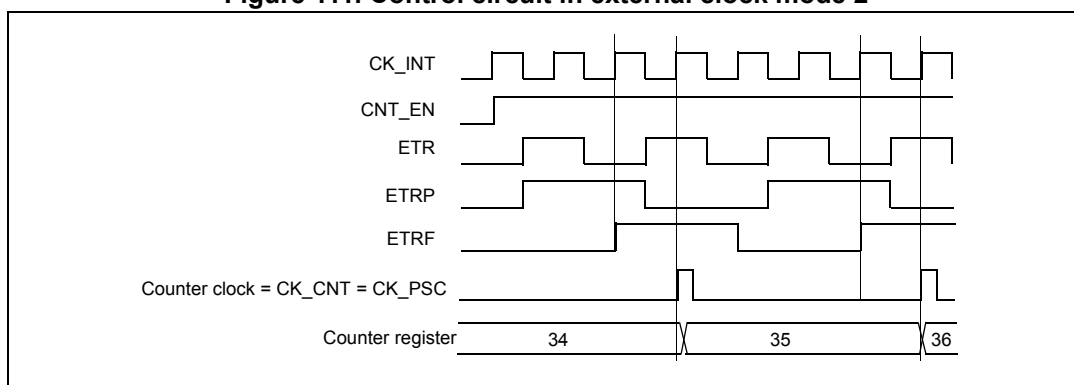 Figure Control circuit in external clock mode 2
CK_INT
CNT_EN
ETR
ETRP
ETRF
Counter clock = CK_CNT = CK_PSC
Counter register 34 35 36